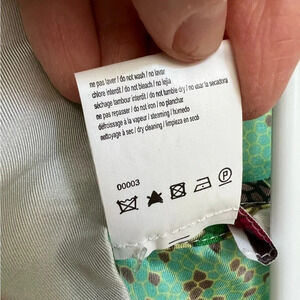 ne pas laver / do not wash / no lavar
chlore interdit / do not bleach / no lejía
séchage tambour interdit / do not tumble dry / no usar la secadora
ne pas repasser / do not iron / no planchar
défroissage à la vapeur / steaming / humedo
nettoyage à sec / dry cleaning / limpieza en seco
00003
P